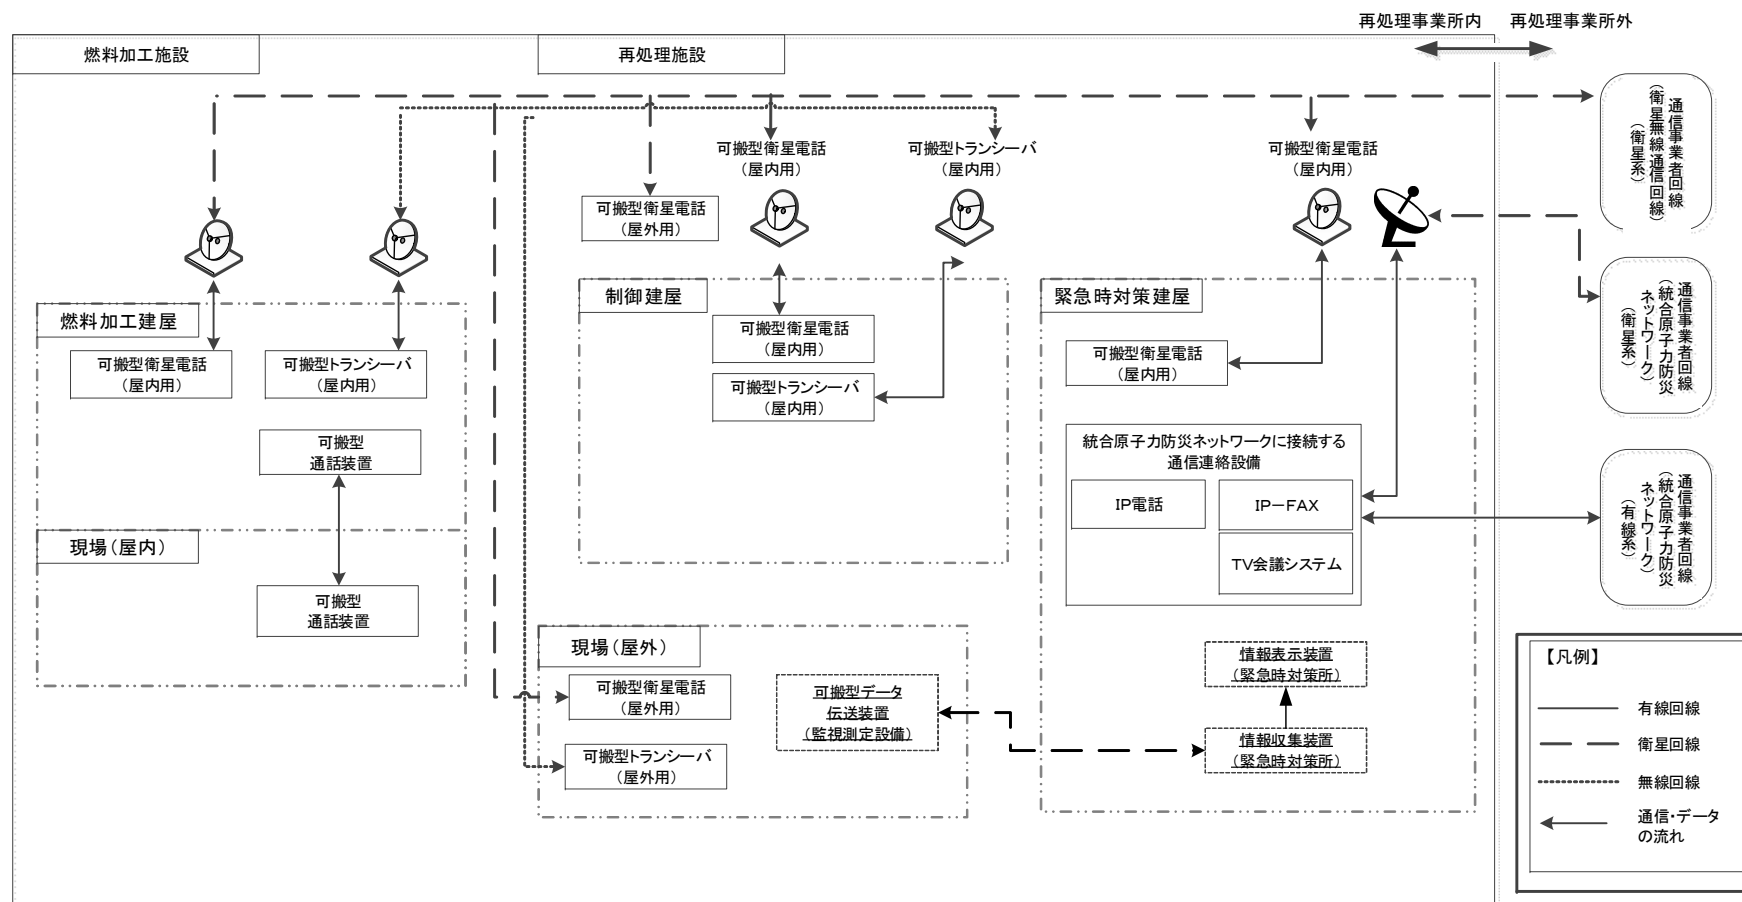 再処理事業所内
再処理事業所外
燃料加工施設
再処理施設
可搬型衛星電話
（屋内用）
可搬型トランシーバ
（屋内用）
可搬型衛星電話
（屋内用）
可搬型衛星電話
（屋外用）
燃料加工建屋
可搬型衛星電話
（屋内用）
可搬型トランシーバ
（屋内用）
可搬型
通話装置
現場（屋内）
可搬型
通話装置
制御建屋
可搬型衛星電話
（屋内用）
可搬型トランシーバ
（屋内用）
現場（屋外）
可搬型衛星電話
（屋外用）
可搬型トランシーバ
（屋外用）
可搬型データ
伝送装置
（監視測定設備）
緊急時対策建屋
可搬型衛星電話
（屋内用）
統合原子力防災ネットワークに接続する
通信連絡設備
IP電話
IP－FAX
TV会議システム
情報表示装置
（緊急時対策所）
情報収集装置
（緊急時対策所）
通信事業者回線
（衛星無線通信回線）
（衛星系）
通信事業者回線
（統合原子力防災
ネットワーク）
（衛星系）
通信事業者回線
（統合原子力防災
ネットワーク）
（有線系）
【凡例】
有線回線
衛星回線
無線回線
通信・データ
の流れ